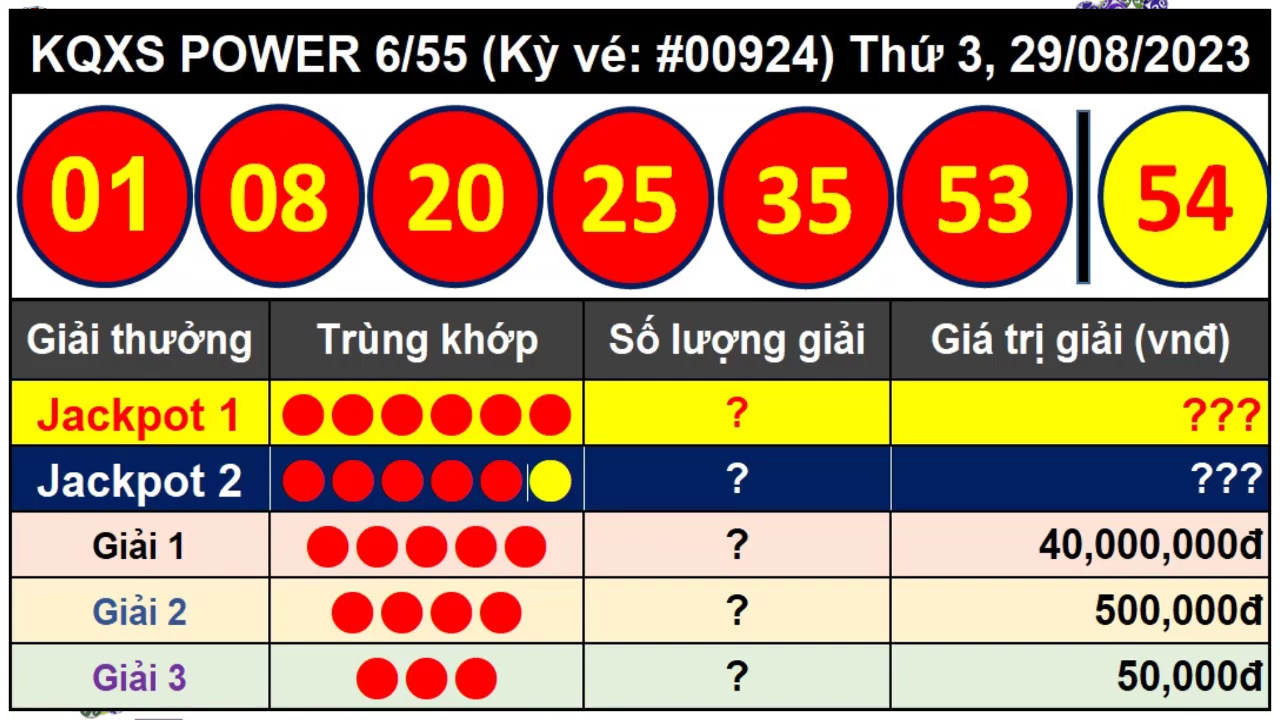 KQXS POWER 6/55 (Kỳ vé: #00924) Thứ 3, 29/08/2023
01 08 20 25 35 53 54
Giải thưởng Trùng khớp Số lượng giải Giá trị giải (vnđ)
Jackpot 1 ? ???
Jackpot 2 ? ???
Giải 1 ? 40,000,000đ
Giải 2 ? 500,000đ
Giải 3 ? 50,000đ